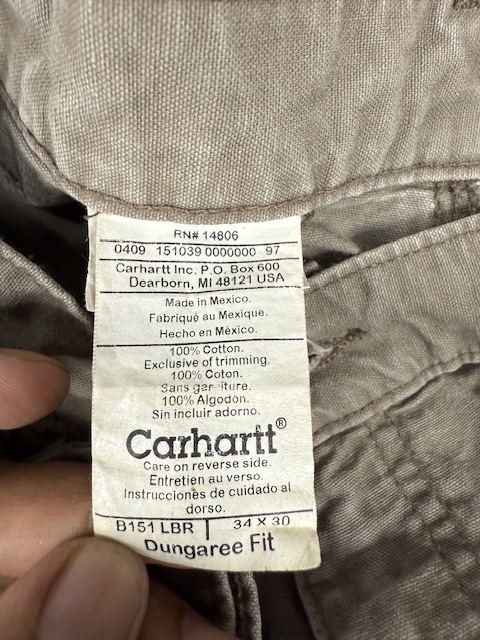 RN# 14806
0409 151039 0000000 97
Carhartt Inc. P.O. Box 600
Dearborn, MI 48121 USA
Made in Mexico.
Fabriqué au Mexique.
Hecho en México.
100% Cotton.
Exclusive of trimming.
100% Coton.
Sans garniture.
100% Algodon.
Sin incluir adorno.
Carhartt®
Care on reverse side.
Entretien au verso.
Instrucciones de cuidado al
dorso.
B151 LBR | 34 X 30
Dungaree Fit